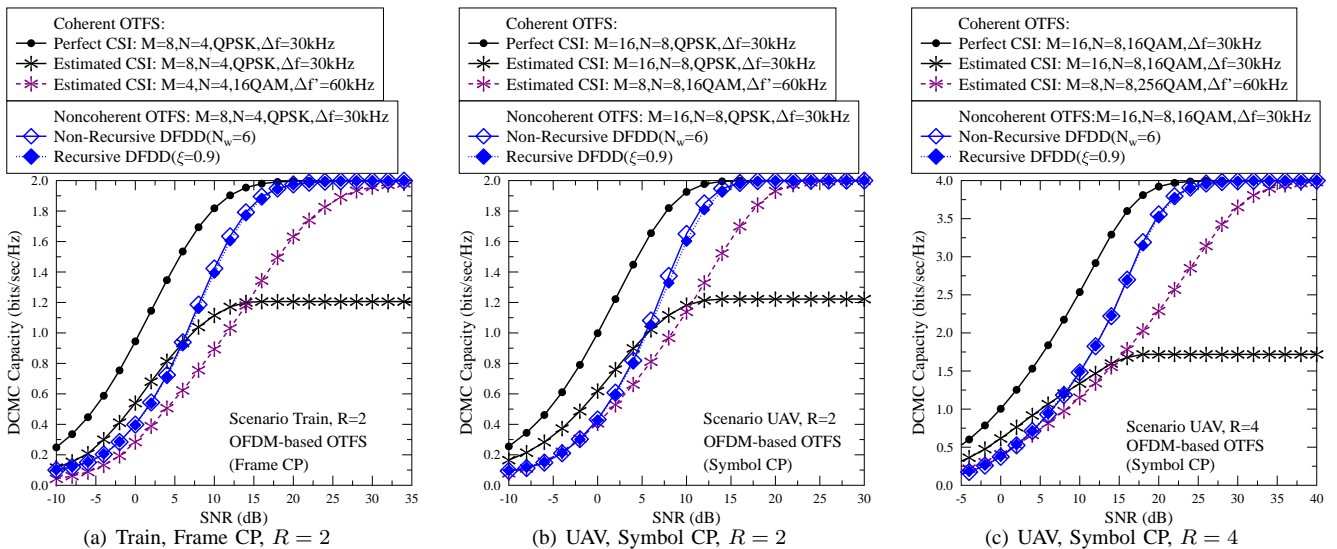 Coherent OTFS:
Perfect CSI: M=8,N=4,QPSK,Δf=30kHz
Estimated CSI: M=8,N=4,QPSK,Δf=30kHz
Estimated CSI: M=4,N=4,16QAM,Δf'=60kHz
Noncoherent OTFS: M=8,N=4,QPSK,Δf=30kHz
Non-Recursive DFDD(N_w=6)
Recursive DFDD(ξ=0.9)
DCMC Capacity (bits/sec/Hz)
2.0
1.8
1.6
1.4
1.2
1.0
0.8
0.6
0.4
0.2
0.0
Scenario Train, R=2
OFDM-based OTFS
(Frame CP)
-10 -5 0 5 10 15 20 25 30 35
SNR (dB)
(a) Train, Frame CP, R = 2
Coherent OTFS:
Perfect CSI: M=16,N=8,QPSK,Δf=30kHz
Estimated CSI: M=16,N=8,QPSK,Δf=30kHz
Estimated CSI: M=8,N=8,16QAM,Δf'=60kHz
Noncoherent OTFS: M=16,N=8,QPSK,Δf=30kHz
Non-Recursive DFDD(N_w=6)
Recursive DFDD(ξ=0.9)
DCMC Capacity (bits/sec/Hz)
2.0
1.8
1.6
1.4
1.2
1.0
0.8
0.6
0.4
0.2
0.0
Scenario UAV, R=2
OFDM-based OTFS
(Symbol CP)
-10 -5 0 5 10 15 20 25 30
SNR (dB)
(b) UAV, Symbol CP, R = 2
Coherent OTFS:
Perfect CSI: M=16,N=8,16QAM,Δf=30kHz
Estimated CSI: M=16,N=8,16QAM,Δf=30kHz
Estimated CSI: M=8,N=8,256QAM,Δf'=60kHz
Noncoherent OTFS:M=16,N=8,16QAM,Δf=30kHz
Non-Recursive DFDD(N_w=6)
Recursive DFDD(ξ=0.9)
DCMC Capacity (bits/sec/Hz)
4.0
3.5
3.0
2.5
2.0
1.5
1.0
0.5
0.0
Scenario UAV, R=4
OFDM-based OTFS
(Symbol CP)
-5 0 5 10 15 20 25 30 35 40
SNR (dB)
(c) UAV, Symbol CP, R = 4